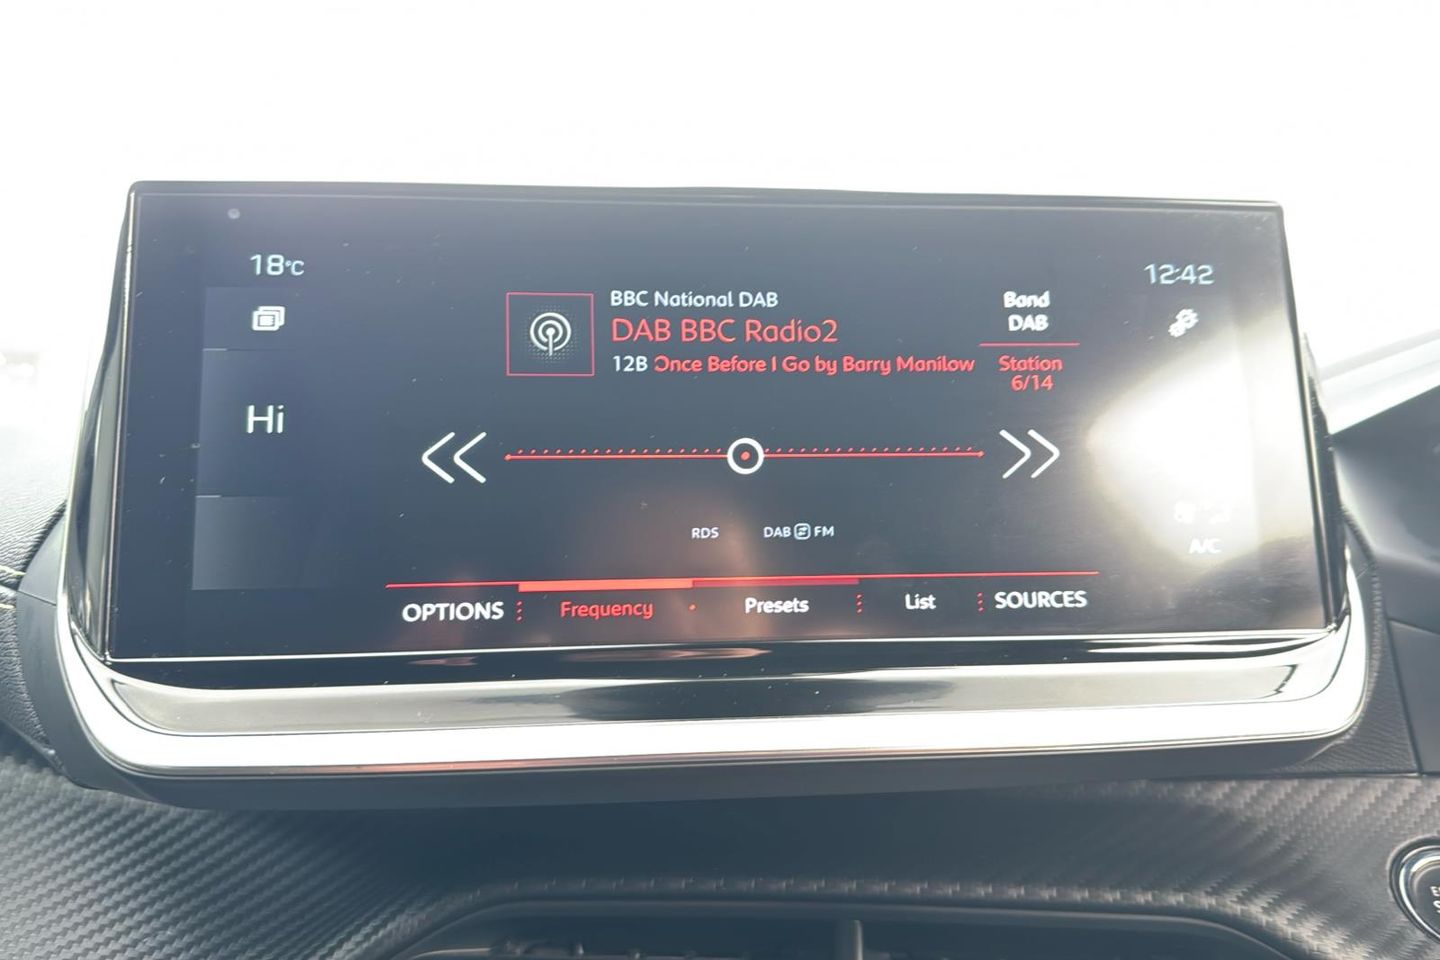 18°C
12:42
BBC National DAB
DAB BBC Radio2
12B Once Before I Go by Barry Manilow
Band
DAB
Station
6/14
Hi
RDS
DAB FM
A/C
OPTIONS
Frequency
Presets
List
SOURCES